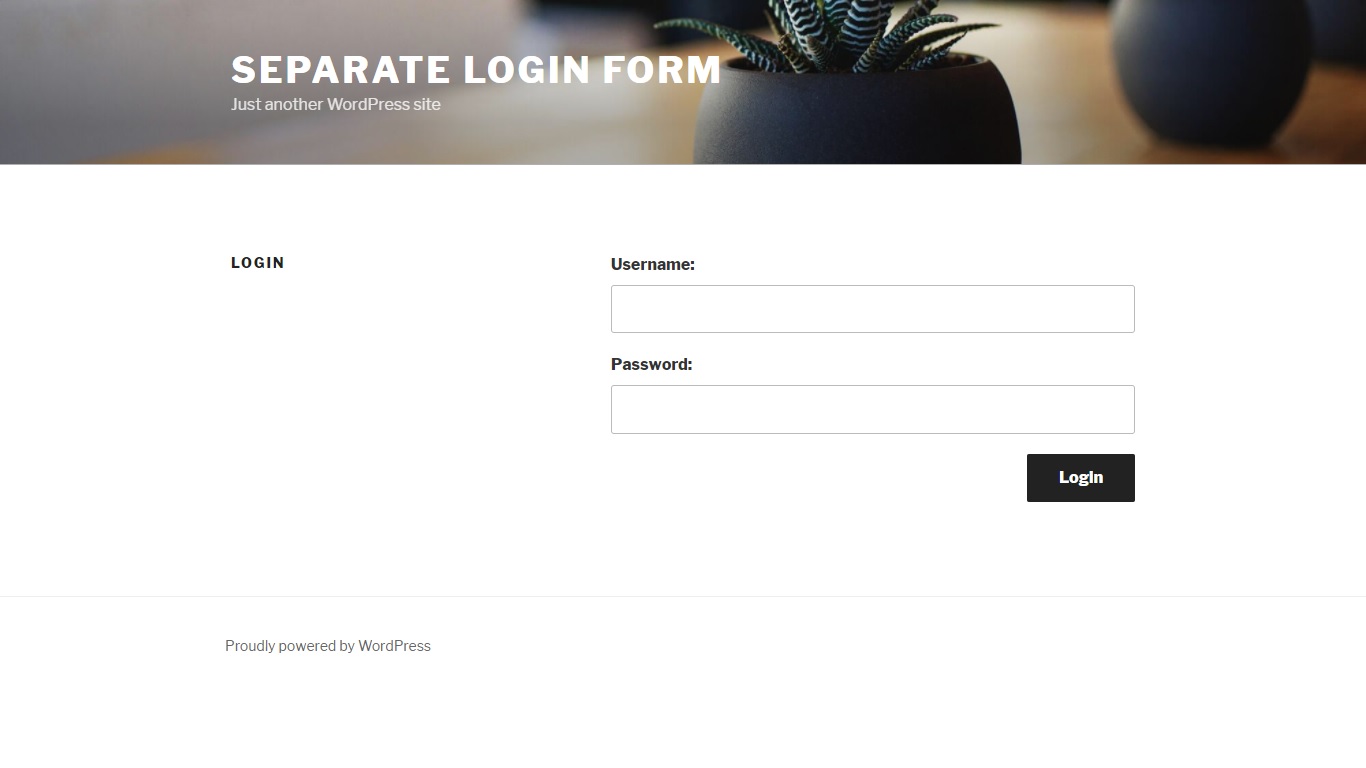 SEPARATE LOGIN FORM
Just another WordPress site
LOGIN
Username:
Password:
Login
Proudly powered by WordPress